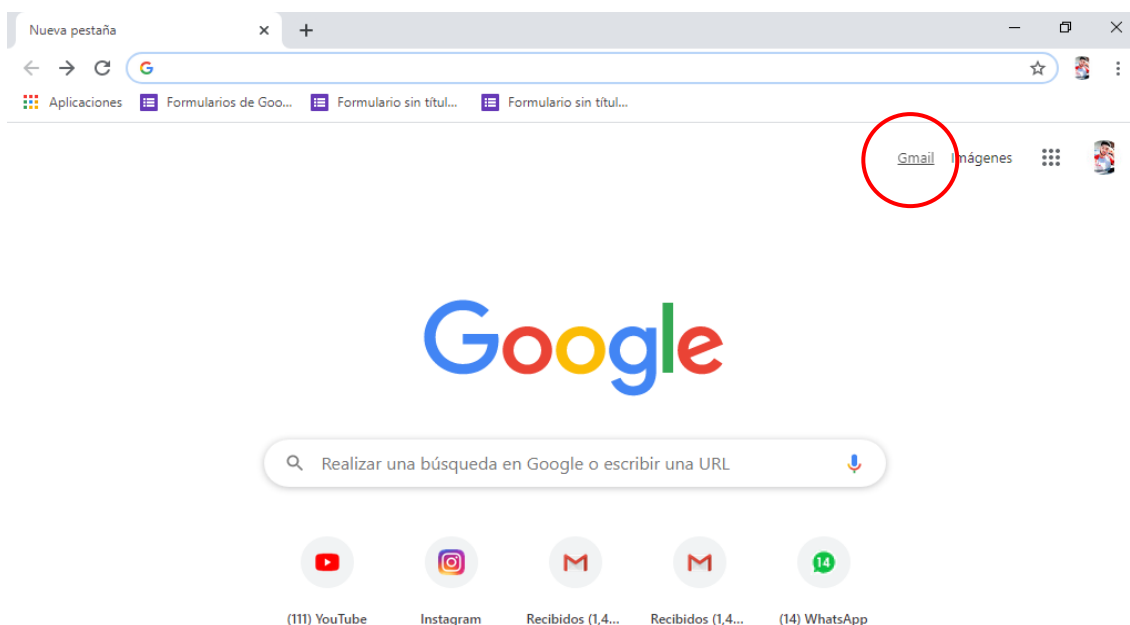 Nueva pestaña
Aplicaciones Formularios de Goo... Formulario sin títul... Formulario sin títul...
Gmail Imágenes
Google
Realizar una búsqueda en Google o escribir una URL
14
(111) YouTube Instagram Recibidos (1,4... Recibidos (1,4... (14) WhatsApp